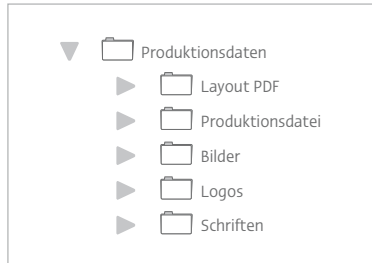 Produktionsdaten
Layout PDF
Produktionsdatei
Bilder
Logos
Schriften